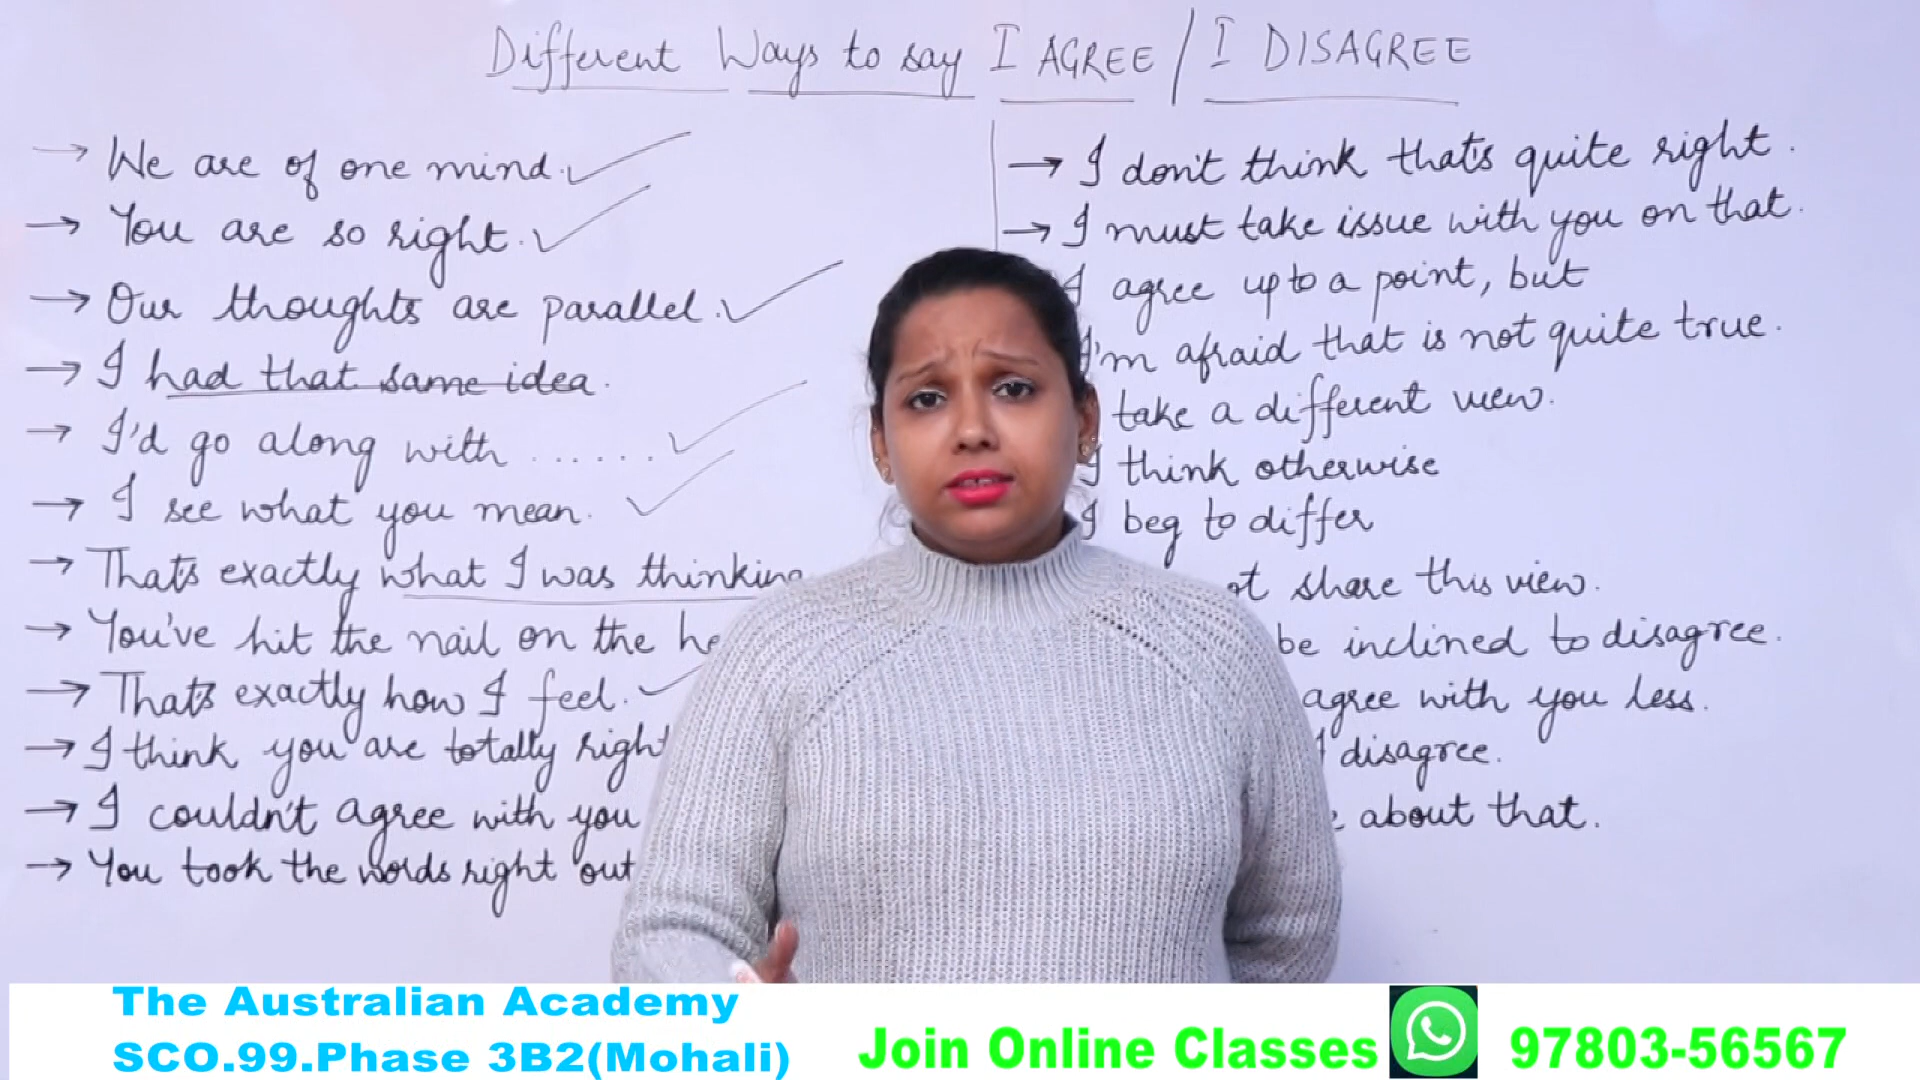 Different Ways to say I AGREE / I DISAGREE
→ We are of one mind.
→ You are so right.
→ Our thoughts are parallel.
→ I had that same idea.
→ I'd go along with ......
→ I see what you mean.
→ That's exactly what I was thinking
→ You've hit the nail on the he
→ That's exactly how I feel.
→ I think you are totally right
→ I couldn't agree with you
→ You took the words right out
→ I don't think that's quite right.
→ I must take issue with you on that.
I agree up to a point, but
I'm afraid that is not quite true.
take a different view.
I think otherwise
I beg to differ
ot share this view.
be inclined to disagree.
agree with you less.
I disagree.
about that.
The Australian Academy
SCO.99.Phase 3B2(Mohali)
Join Online Classes
97803-56567